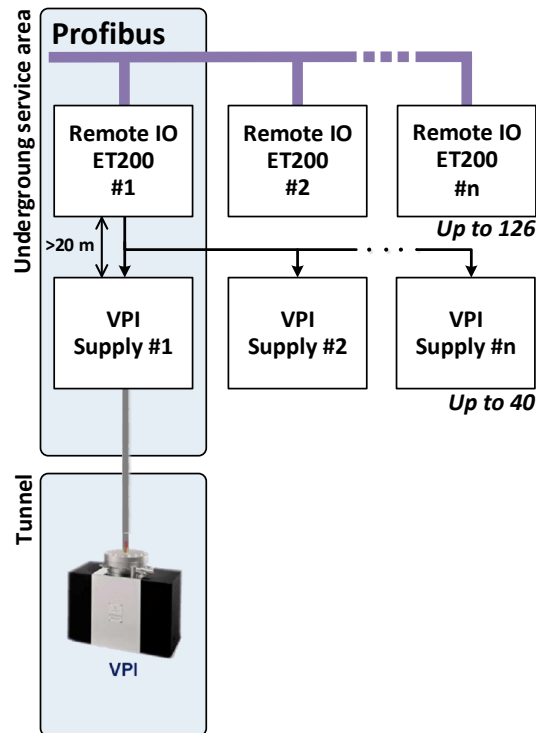 Profibus
Undergroung service area
Remote IO
ET200
#1
Remote IO
ET200
#2
Remote IO
ET200
#n
Up to 126
>20 m
VPI
Supply #1
VPI
Supply #2
VPI
Supply #n
Up to 40
Tunnel
VPI